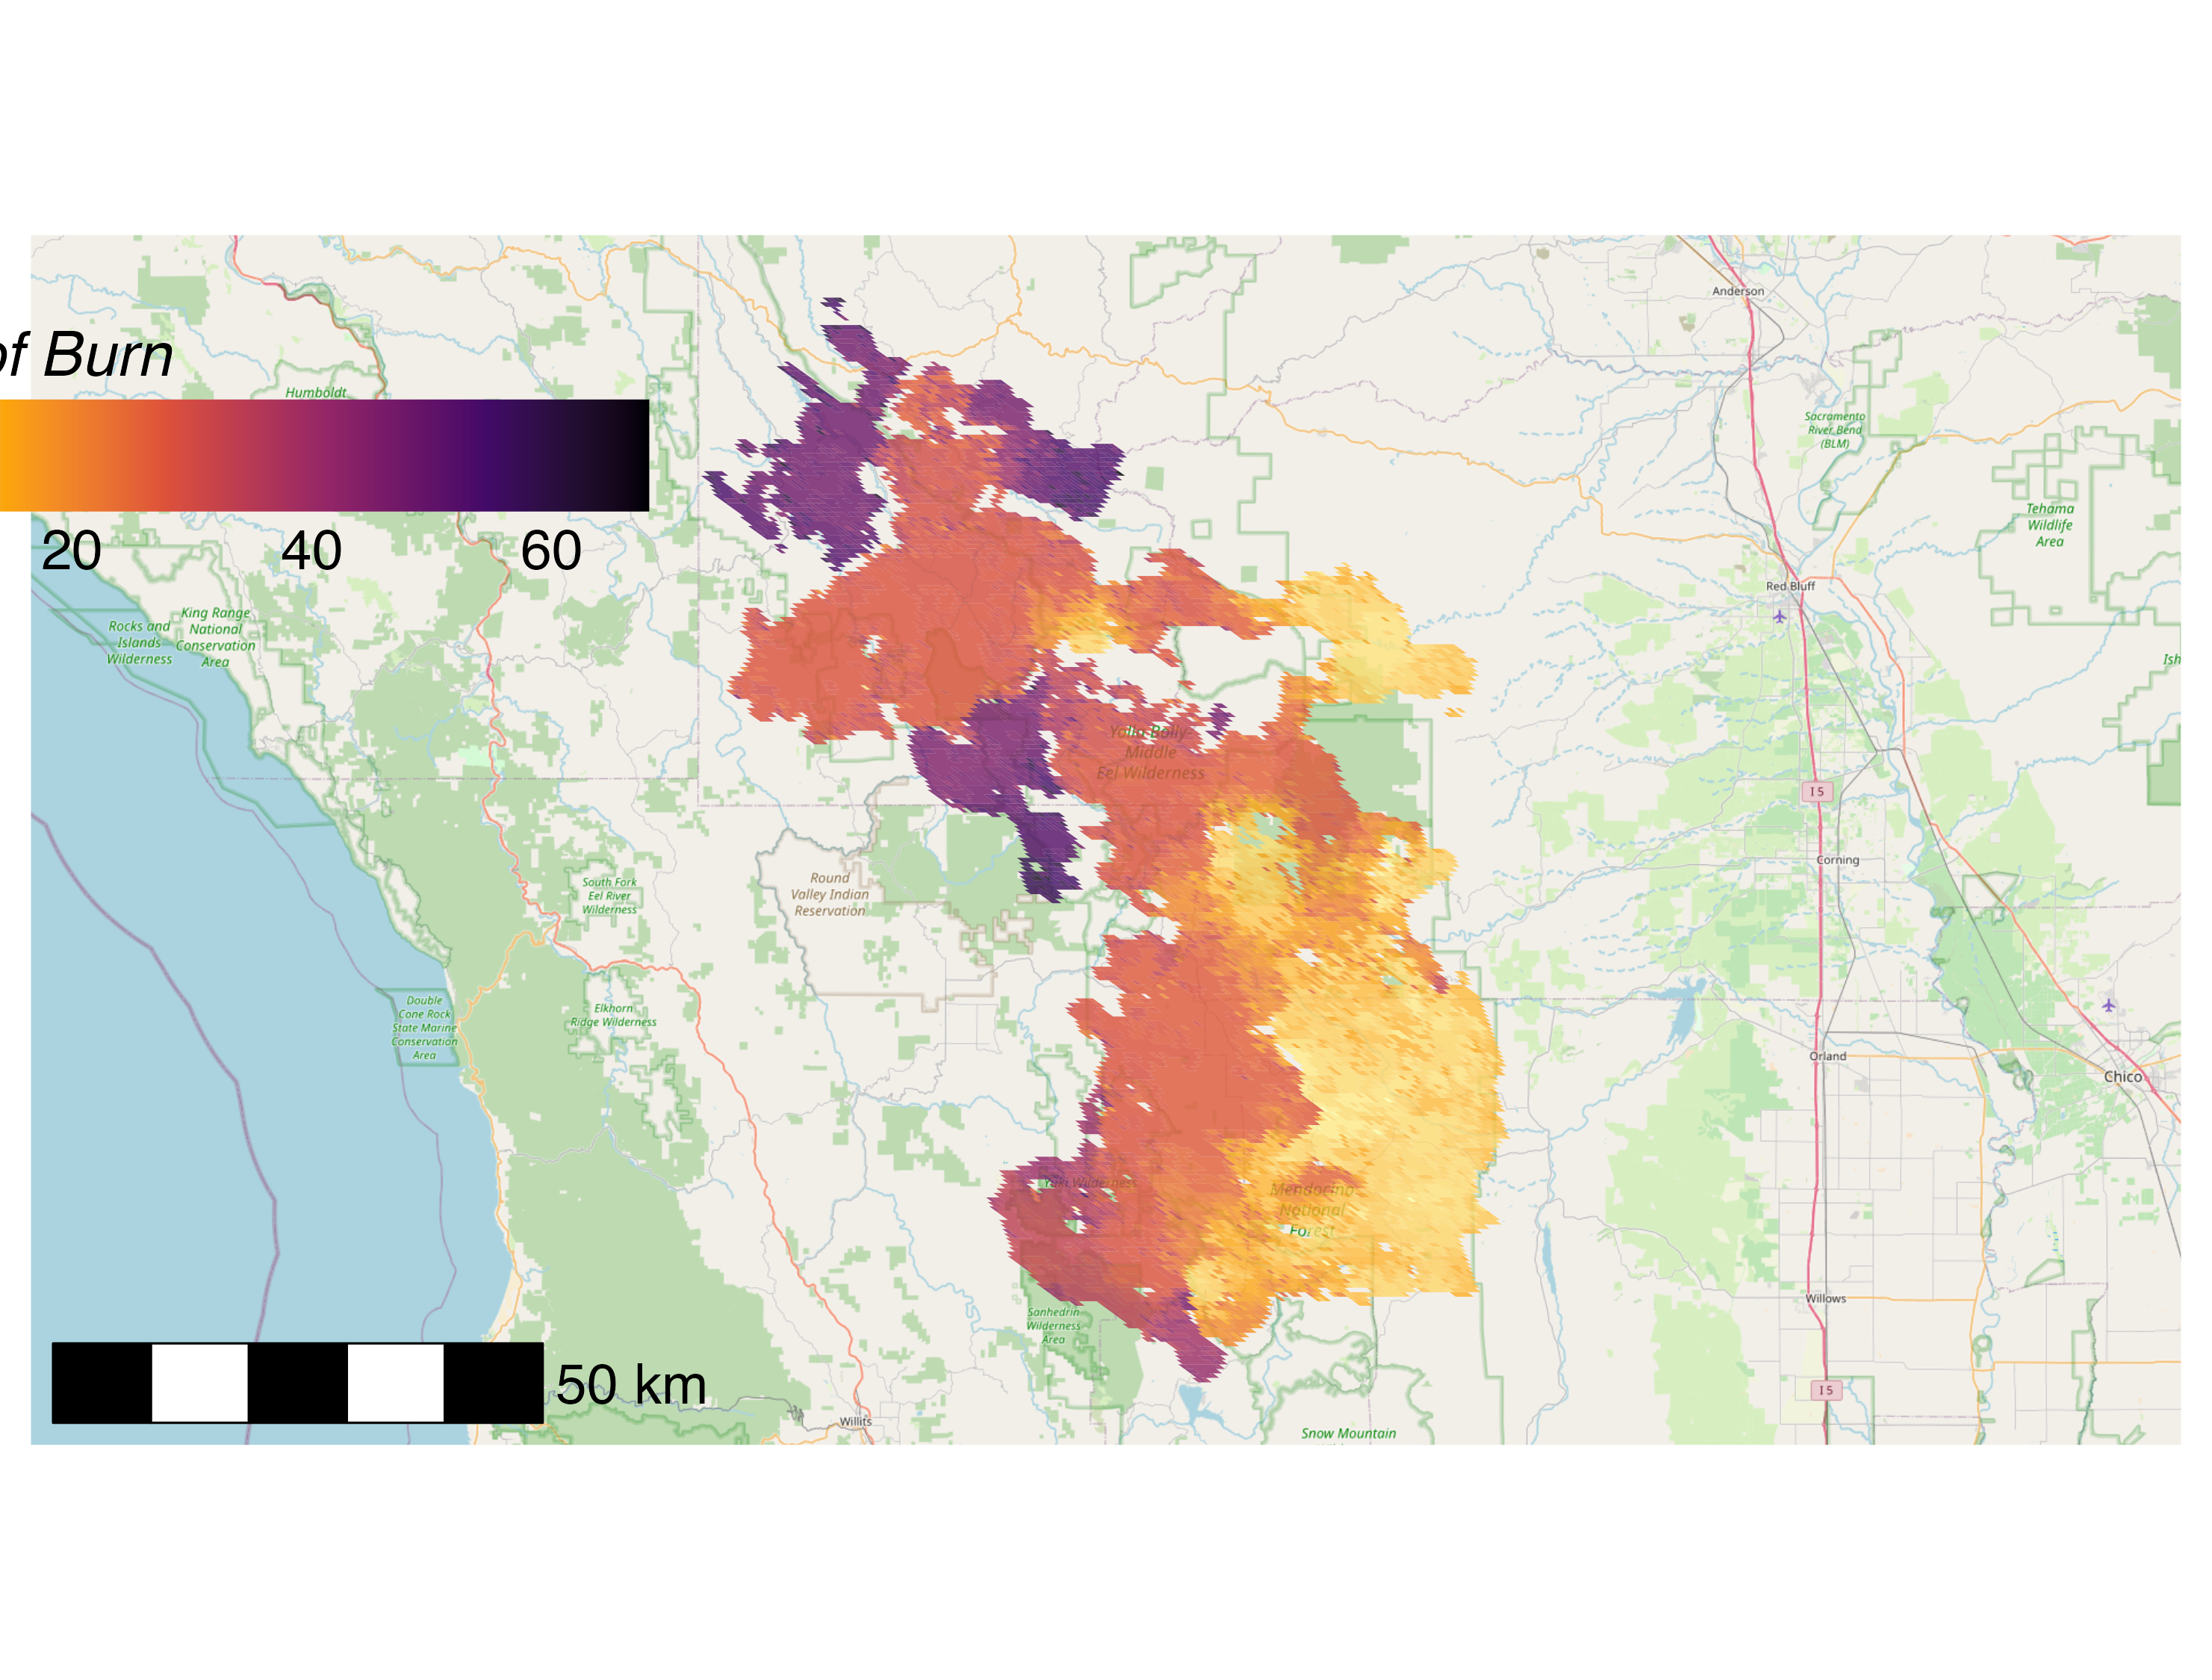 Anderson
of Burn
Humboldt
Sacramento
River Bend
(BLM)
20 40 60
Tehama
Wildlife
Area
Red Bluff
King Range
National
Conservation
Area
Rocks and
Islands
Wilderness
Ish
Yolla Bolly-
Middle
Eel Wilderness
I 5
Corning
Round
Valley Indian
Reservation
South Fork
Eel River
Wilderness
Double
Cone Rock
State Marine
Conservation
Area
Elkhorn
Ridge Wilderness
Orland
Chico
Yuki Wilderness
Mendocino
National
Forest
Sanhedrin
Wilderness
Area
Willows
50 km
I 5
Willits
Snow Mountain